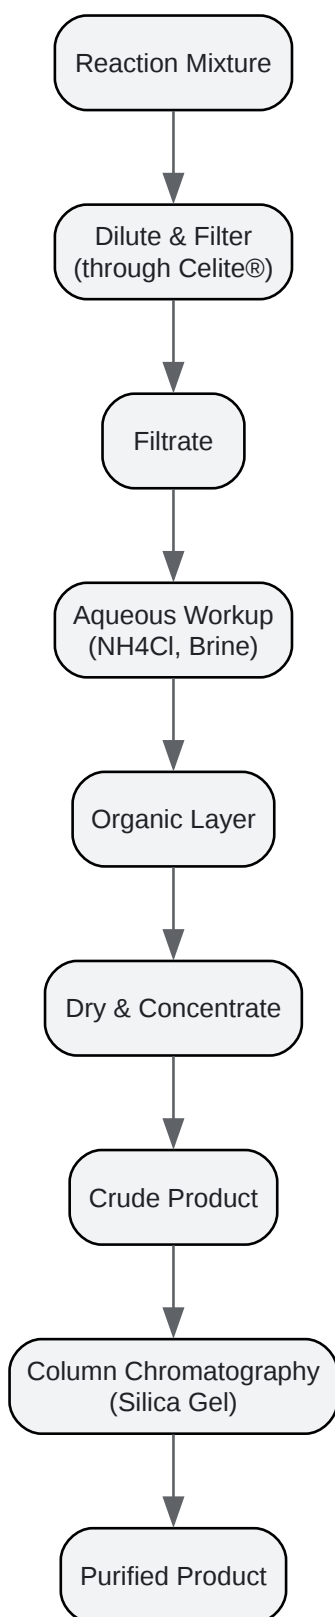 Reaction Mixture
Dilute & Filter
(through Celite®)
Filtrate
Aqueous Workup
(NH4Cl, Brine)
Organic Layer
Dry & Concentrate
Crude Product
Column Chromatography
(Silica Gel)
Purified Product